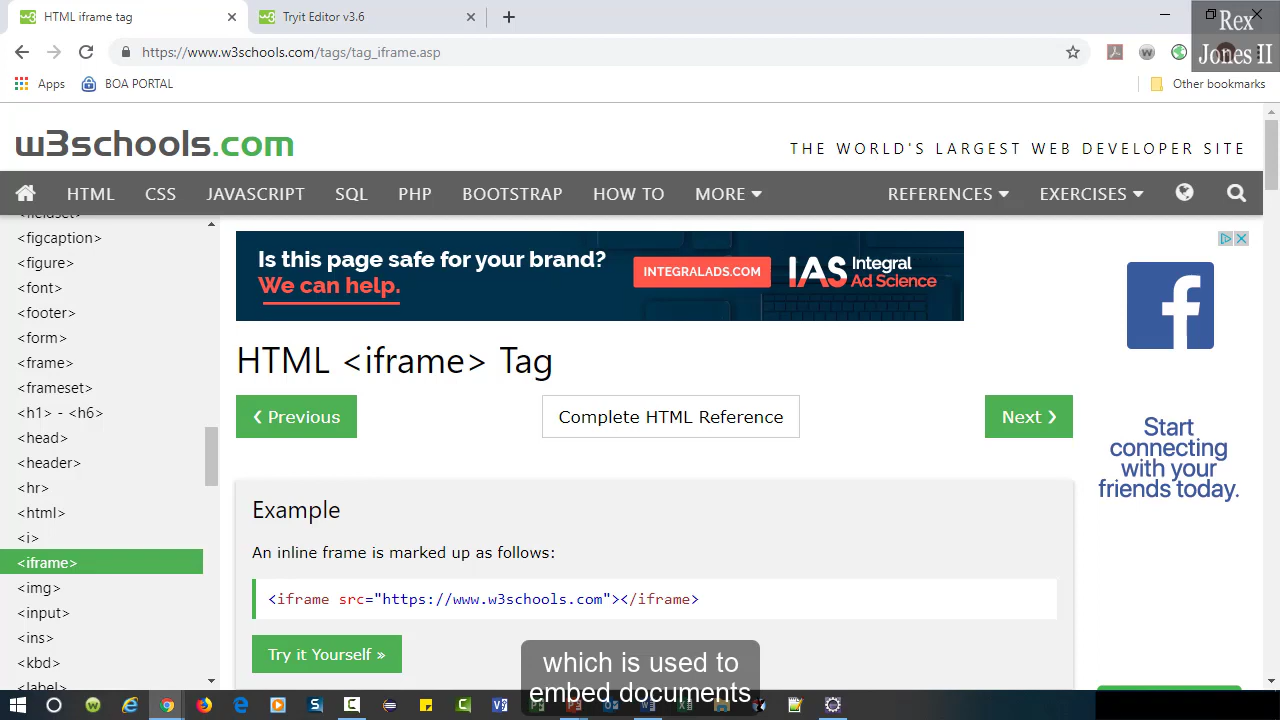 HTML iframe tag
Tryit Editor v3.6
Rex
Jones II
https://www.w3schools.com/tags/tag_iframe.asp
Apps
BOA PORTAL
Other bookmarks
w3schools.com
THE WORLD'S LARGEST WEB DEVELOPER SITE
HTML
CSS
JAVASCRIPT
SQL
PHP
BOOTSTRAP
HOW TO
MORE
REFERENCES
EXERCISES
<figcaption>
<figure>
<font>
<footer>
<form>
<frame>
<frameset>
<h1> - <h6>
<head>
<header>
<hr>
<html>
<i>
<iframe>
<img>
<input>
<ins>
<kbd>
<label>
Is this page safe for your brand?
We can help.
INTEGRALADS.COM
IAS Integral
Ad Science
HTML <iframe> Tag
❮ Previous
Complete HTML Reference
Next ❯
Example
An inline frame is marked up as follows:
<iframe src="https://www.w3schools.com"></iframe>
Try it Yourself »
Start
connecting
with your
friends today.
which is used to
embed documents